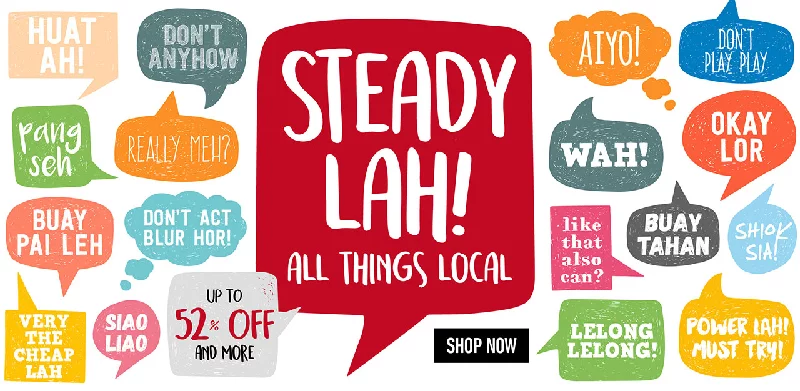 HUAT
AH!
DON'T
ANYHOW
pang
seh
REALLY MEH?
BUAY
PAI LEH
DON'T ACT
BLUR HOR!
VERY
THE
CHEAP
LAH
SIAO
LIAO
UP TO
52% OFF
AND MORE
STEADY
LAH!
ALL THINGS LOCAL
SHOP NOW
AIYO!
DON'T
PLAY PLAY
WAH!
OKAY
LOR
like
that
also
can?
BUAY
TAHAN
SHIOK
SIA!
LELONG
LELONG!
POWER LAH!
MUST TRY!